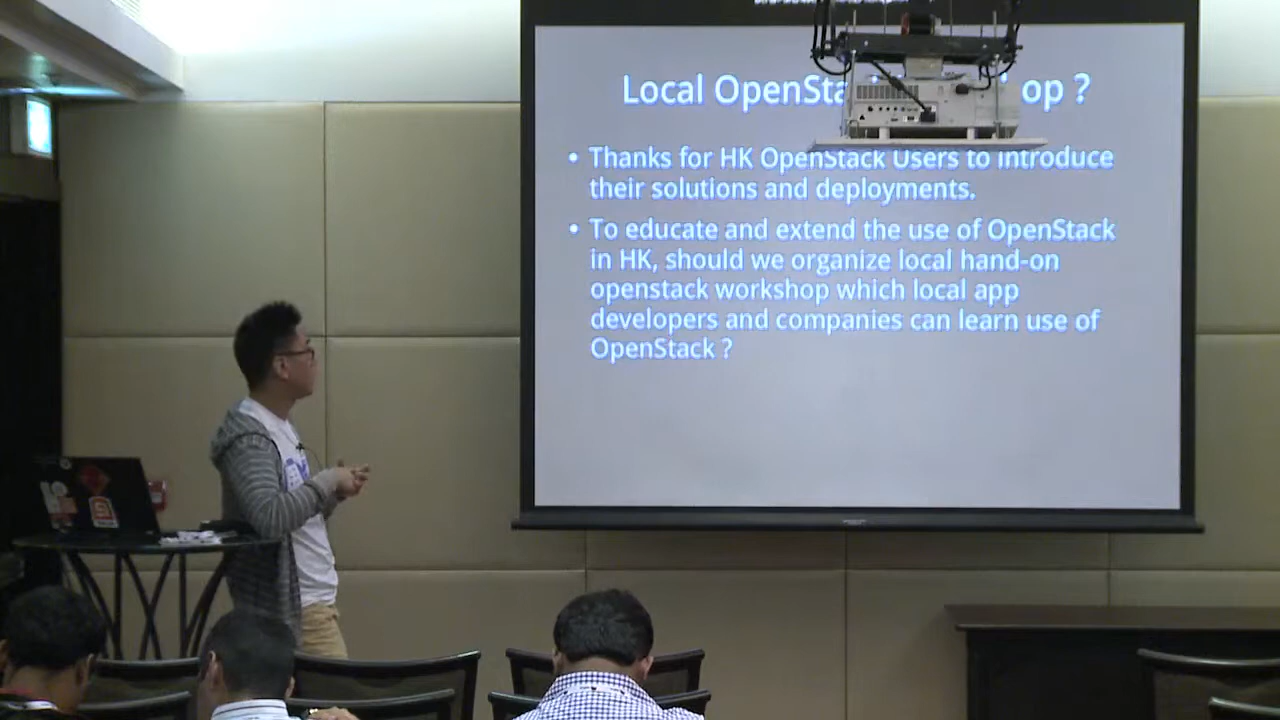 Local OpenSta op ?
• Thanks for HK OpenStack Users to introduce
their solutions and deployments.
• To educate and extend the use of OpenStack
in HK, should we organize local hand-on
openstack workshop which local app
developers and companies can learn use of
OpenStack ?